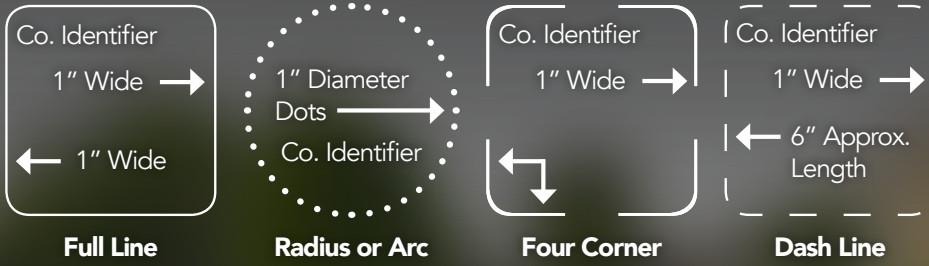 Co. Identifier
1″ Wide
1″ Wide
Full Line
1″ Diameter
Dots
Co. Identifier
Radius or Arc
Co. Identifier
1″ Wide
Four Corner
Co. Identifier
1″ Wide
6″ Approx.
Length
Dash Line